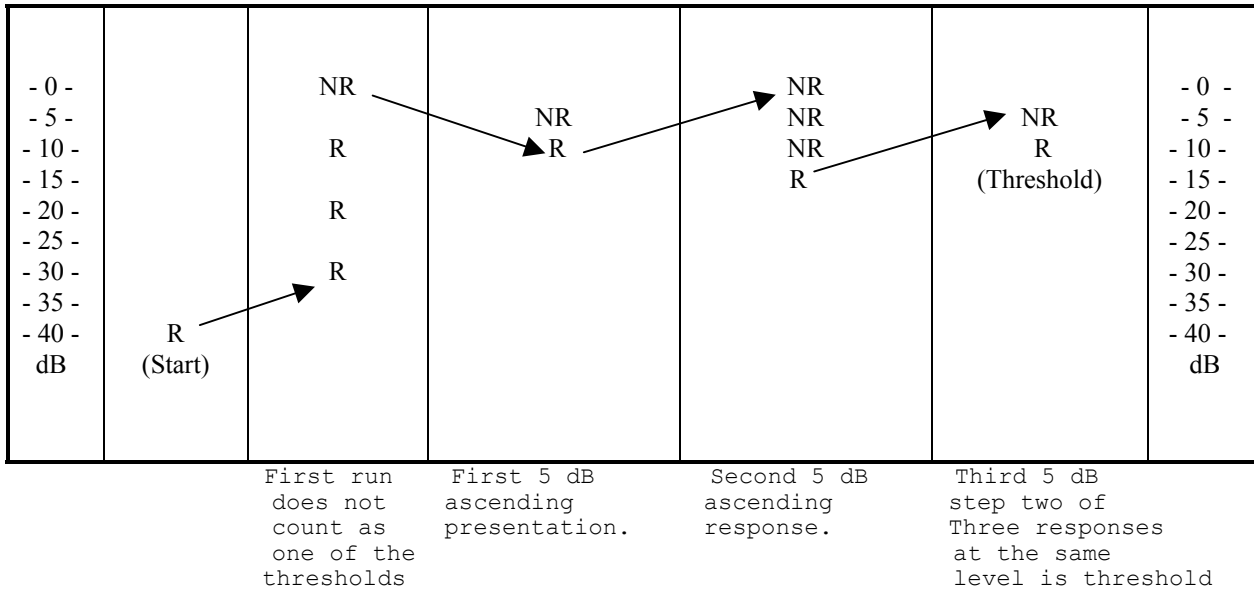 - 0 - NR NR - 0 -
- 5 - NR NR NR - 5 -
- 10 - R R NR R - 10 -
- 15 - R (Threshold) - 15 -
- 20 - R - 20 -
- 25 - - 25 -
- 30 - R - 30 -
- 35 - - 35 -
- 40 - R - 40 -
dB (Start) dB
First run First 5 dB Second 5 dB Third 5 dB
does not ascending ascending step two of
count as presentation. response. Three responses
one of the at the same
thresholds level is threshold